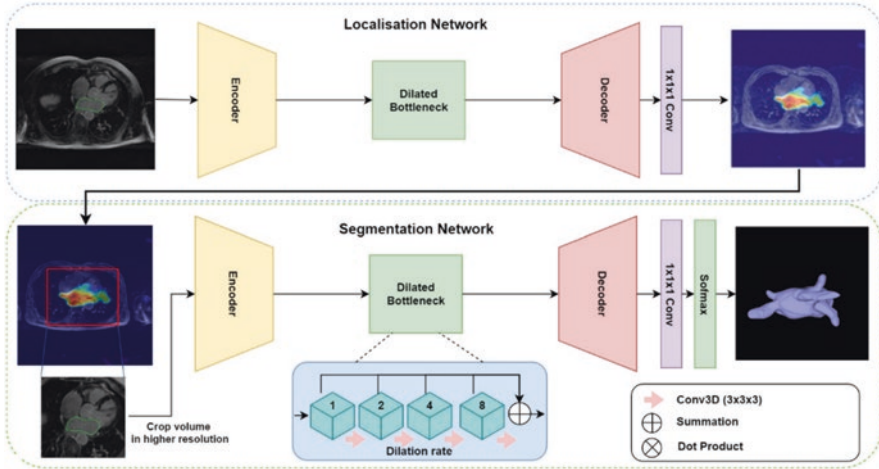 Localisation Network
Encoder
Dilated
Bottleneck
Decoder
1x1x1 Conv
Segmentation Network
Encoder
Dilated
Bottleneck
Decoder
1x1x1 Conv
Sofmax
Crop volume
in higher resolution
1
2
4
8
Dilation rate
Conv3D (3x3x3)
Summation
Dot Product